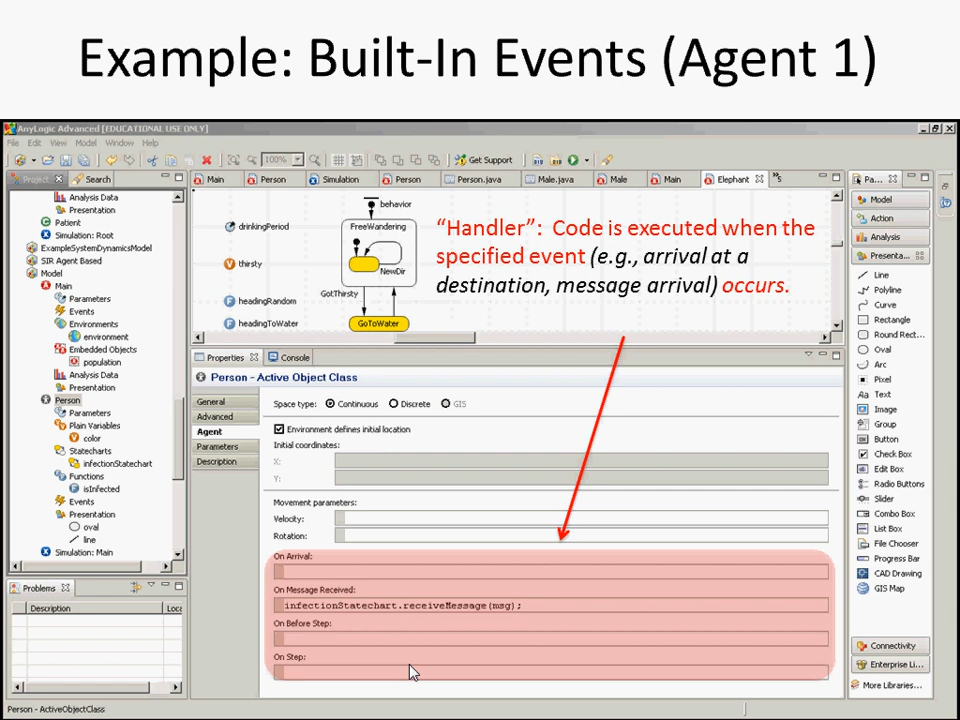 Example: Built-In Events (Agent 1)
AnyLogic Advanced [EDUCATIONAL USE ONLY]
File Edit View Model Window Help
100% Get Support
Project Search
Main Person Simulation Person Person.java Male.java Male Main Elephant
Pa...
Analysis Data
Presentation
Patient
Simulation: Root
ExampleSystemDynamicsModel
SIR Agent Based
Model
Main
Parameters
Events
Environments
environment
Embedded Objects
population
Analysis Data
Presentation
Person
Parameters
Plain Variables
color
Statecharts
infectionStatechart
Functions
isInfected
Events
Presentation
oval
line
Simulation: Main
behavior
drinkingPeriod
FreeWandering
thirsty
NewDir
GotThirsty
headingRandom
headingToWater
GoToWater
"Handler": Code is executed when the
specified event (e.g., arrival at a
destination, message arrival) occurs.
Properties Console
Person - Active Object Class
General
Advanced
Agent
Parameters
Description
Space type: Continuous Discrete GIS
Environment defines initial location
Initial coordinates:
X:
Y:
Movement parameters:
Velocity:
Rotation:
On Arrival:
On Message Received:
infectionStatechart.receiveMessage(msg);
On Before Step:
On Step:
Model
Action
Analysis
Presenta...
Line
Polyline
Curve
Rectangle
Round Rect...
Oval
Arc
Pixel
Text
Image
Group
Button
Check Box
Edit Box
Radio Buttons
Slider
Combo Box
List Box
File Chooser
Progress Bar
CAD Drawing
GIS Map
Connectivity
Enterprise Li...
More Libraries...
Problems
Description Loca
Person - ActiveObjectClass